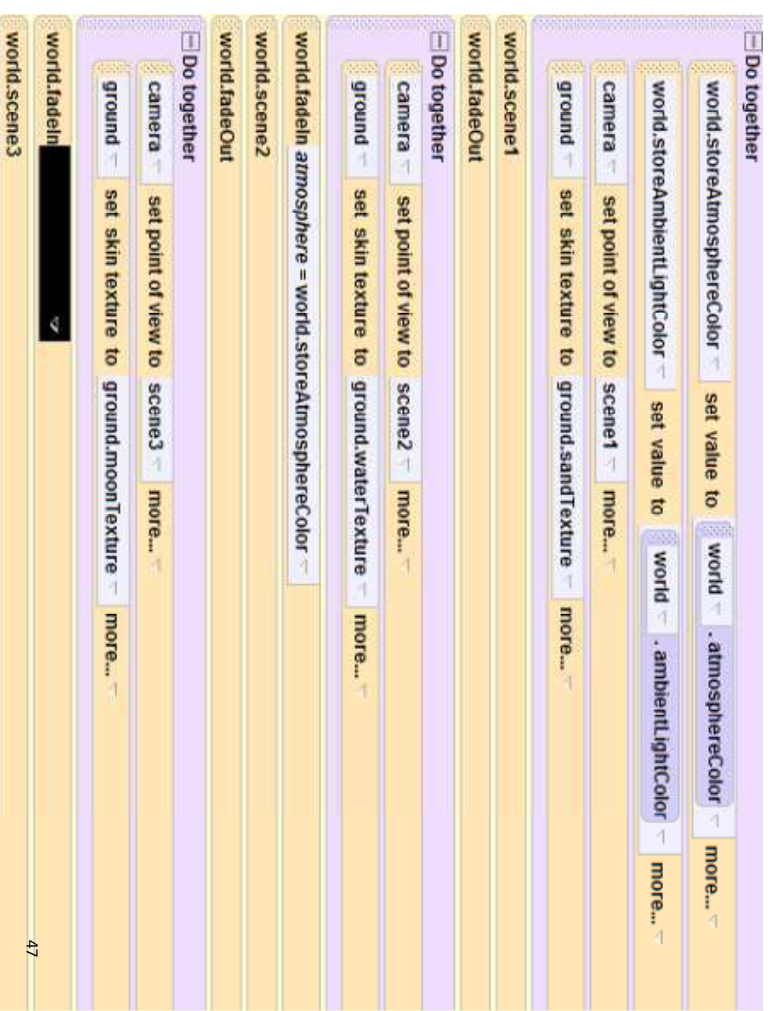 Do together
world.storeAtmosphereColor set value to world . atmosphereColor more...
world.storeAmbientLightColor set value to world . ambientLightColor more...
camera set point of view to scene1 more...
ground set skin texture to ground.sandTexture more...
world.scene1
world.fadeOut
Do together
camera set point of view to scene2 more...
ground set skin texture to ground.waterTexture more...
world.fadeIn atmosphere = world.storeAtmosphereColor
world.scene2
world.fadeOut
Do together
camera set point of view to scene3 more...
ground set skin texture to ground.moonTexture more...
world.fadeIn
world.scene3
47